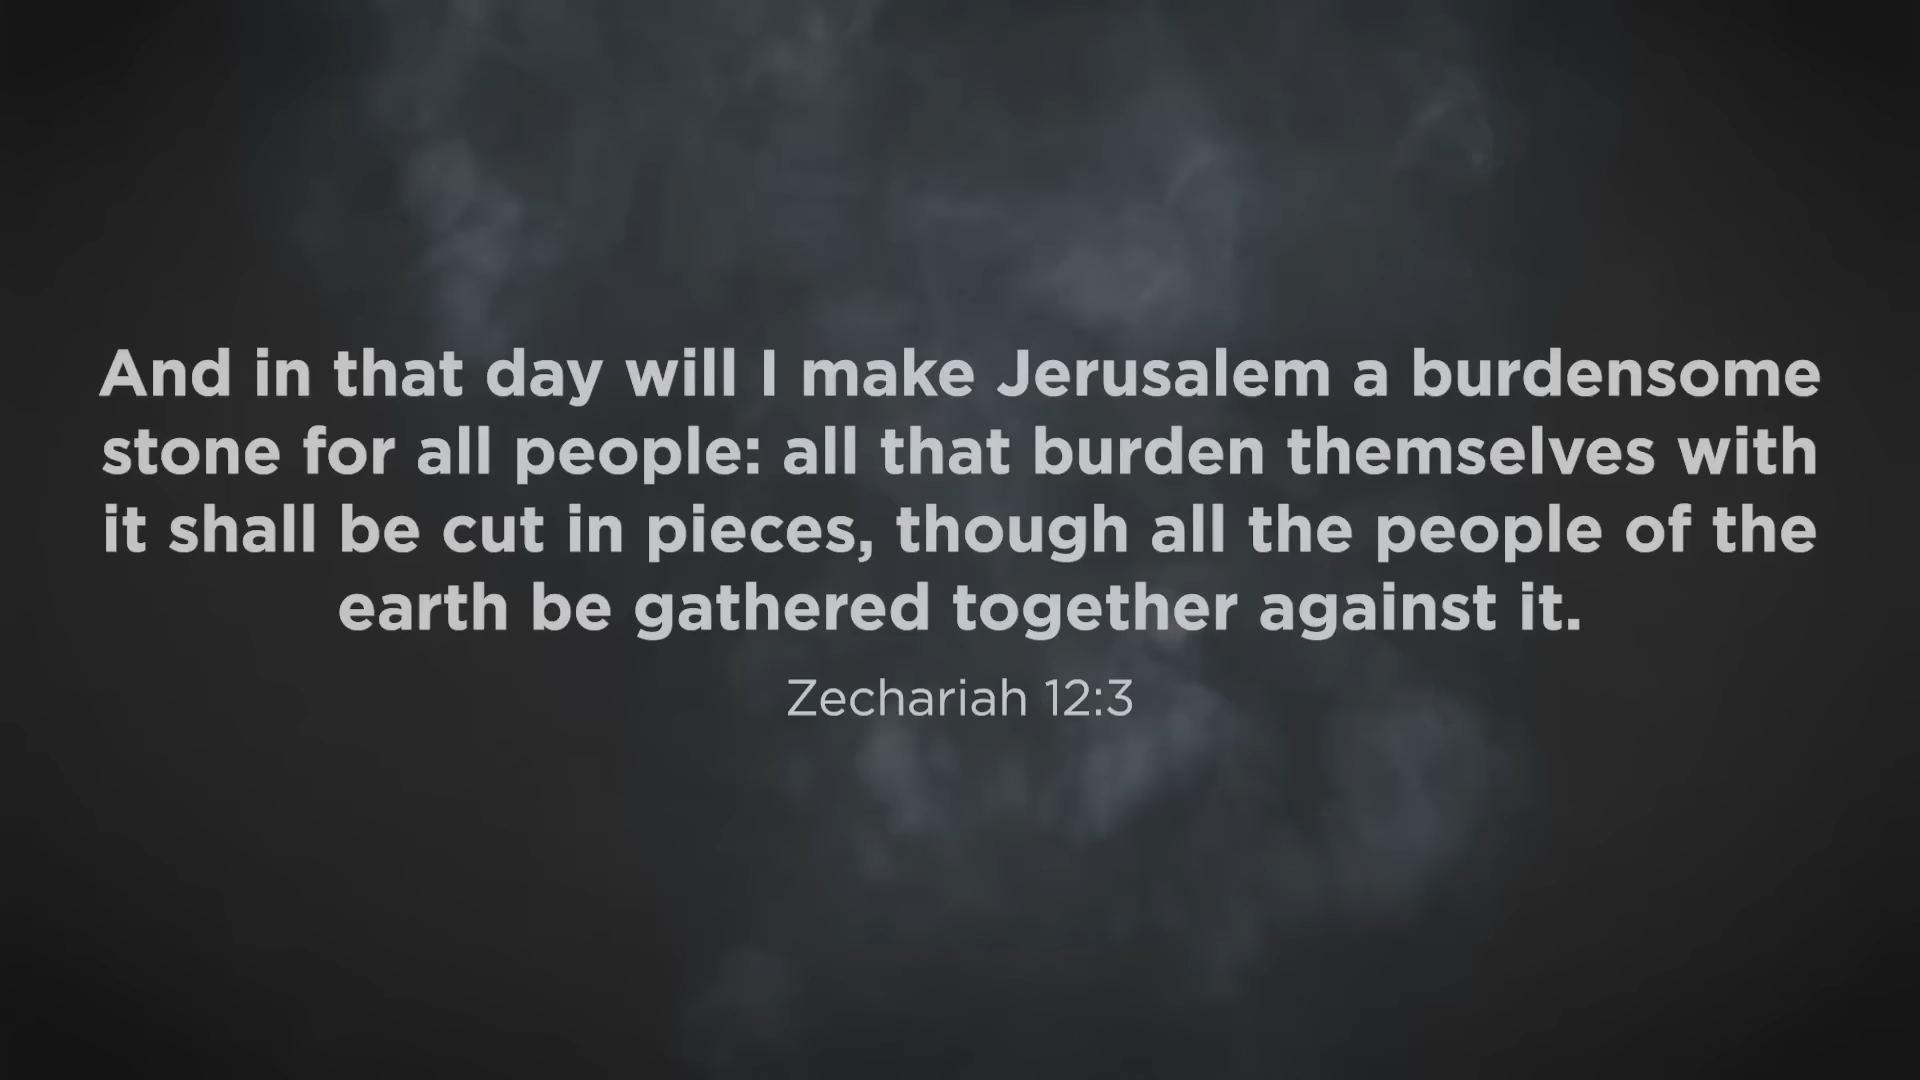 And in that day will I make Jerusalem a burdensome
stone for all people: all that burden themselves with
it shall be cut in pieces, though all the people of the
earth be gathered together against it.
Zechariah 12:3